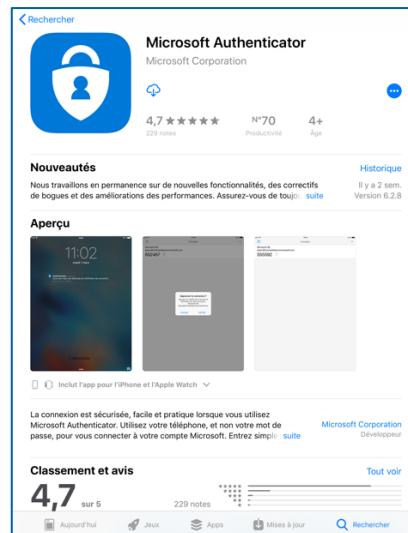 Rechercher
Microsoft Authenticator
Microsoft Corporation
4,7 ★★★★★
N°70
4+
229 notes
Productivité
Âge
Nouveautés
Historique
Nous travaillons en permanence sur de nouvelles fonctionnalités, des correctifs
de bogues et des améliorations des performances. Assurez-vous de toujo suite
Il y a 2 sem.
Version 6.2.8
Aperçu
11:02
Inclut l'app pour l'iPhone et l'Apple Watch
La connexion est sécurisée, facile et pratique lorsque vous utilisez
Microsoft Authenticator. Utilisez votre téléphone, et non votre mot de
passe, pour vous connecter à votre compte Microsoft. Entrez simple suite
Microsoft Corporation
Développeur
Classement et avis
Tout voir
4,7 sur 5
229 notes
Aujourd'hui
Jeux
Apps
Mises à jour
Rechercher